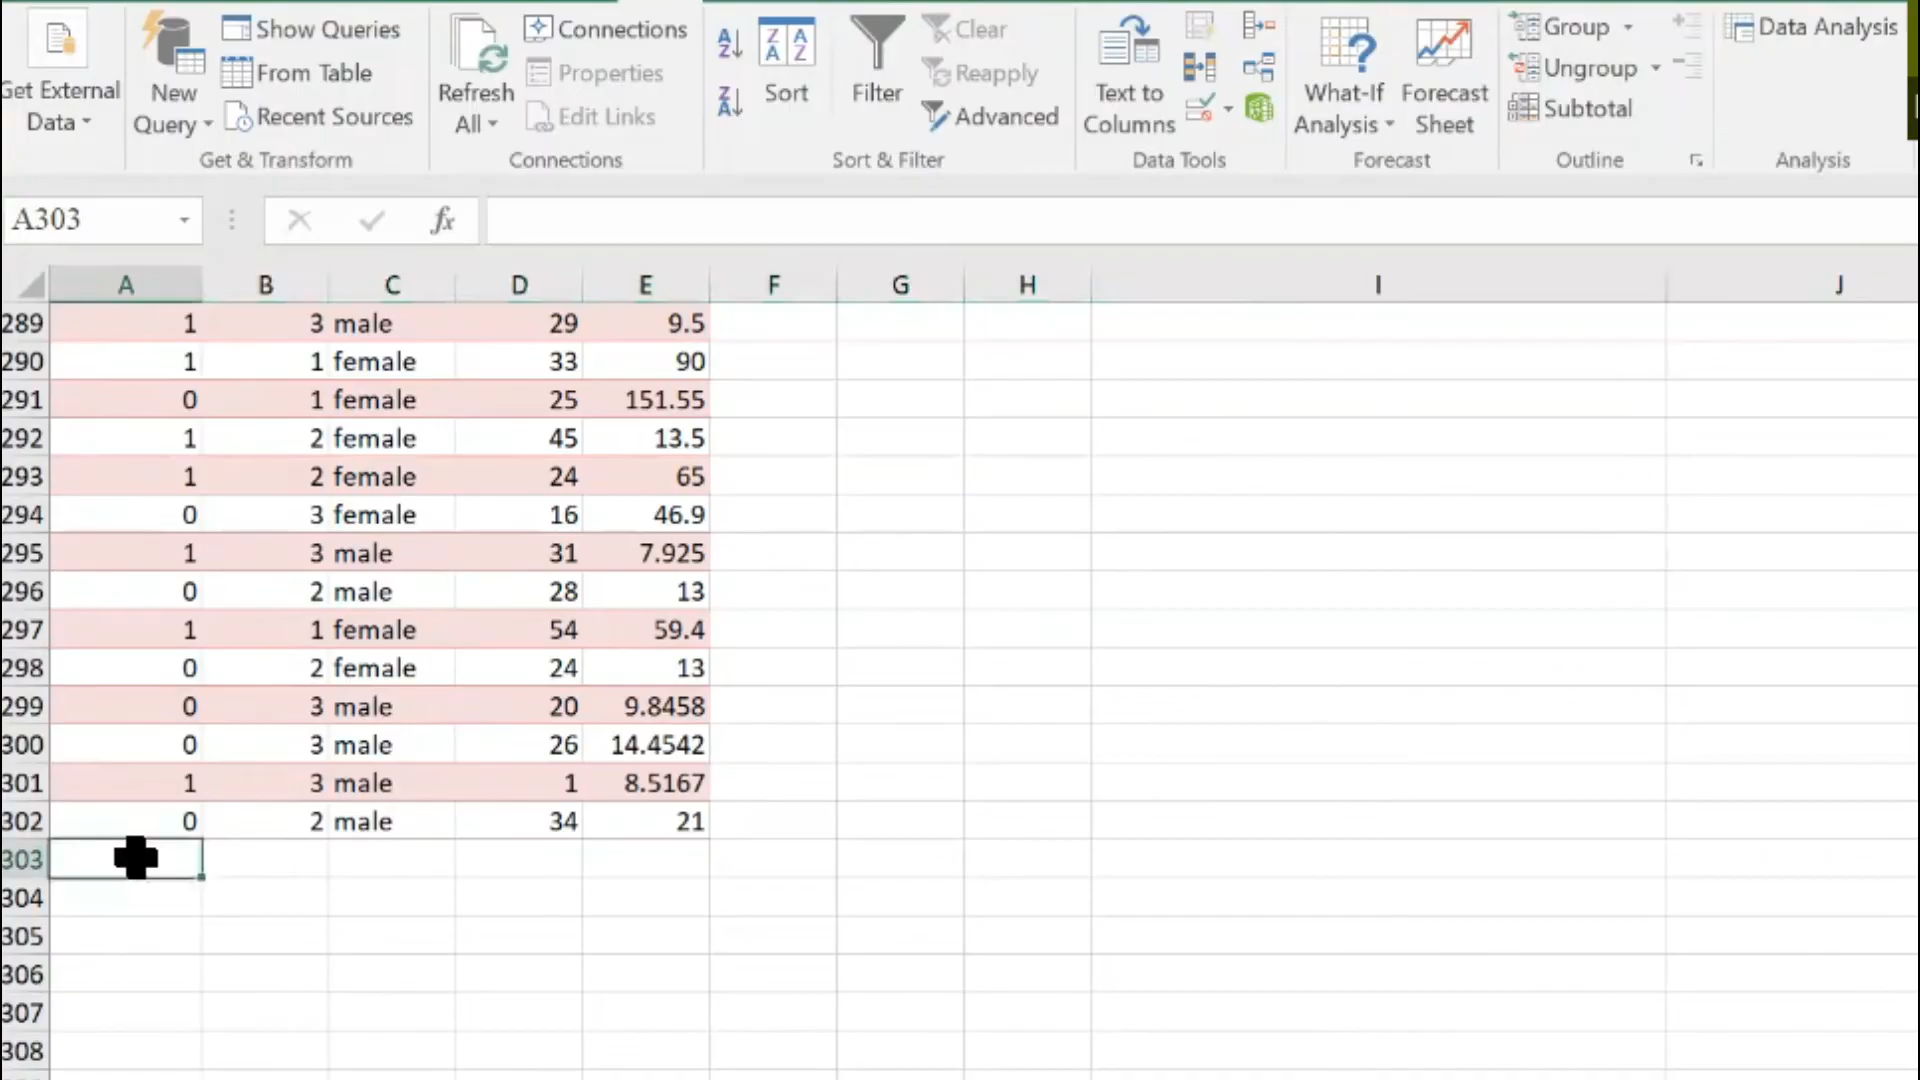 Show Queries
From Table
Recent Sources
Get External
Data
New
Query
Get & Transform
Connections
Properties
Edit Links
Refresh
All
Connections
Sort
Filter
Clear
Reapply
Advanced
Sort & Filter
Text to
Columns
Data Tools
What-If
Analysis
Forecast
Sheet
Forecast
Group
Ungroup
Subtotal
Outline
Data Analysis
Analysis
A303 fx
A B C D E F G H I J
289 1 3 male 29 9.5
290 1 1 female 33 90
291 0 1 female 25 151.55
292 1 2 female 45 13.5
293 1 2 female 24 65
294 0 3 female 16 46.9
295 1 3 male 31 7.925
296 0 2 male 28 13
297 1 1 female 54 59.4
298 0 2 female 24 13
299 0 3 male 20 9.8458
300 0 3 male 26 14.4542
301 1 3 male 1 8.5167
302 0 2 male 34 21
303
304
305
306
307
308